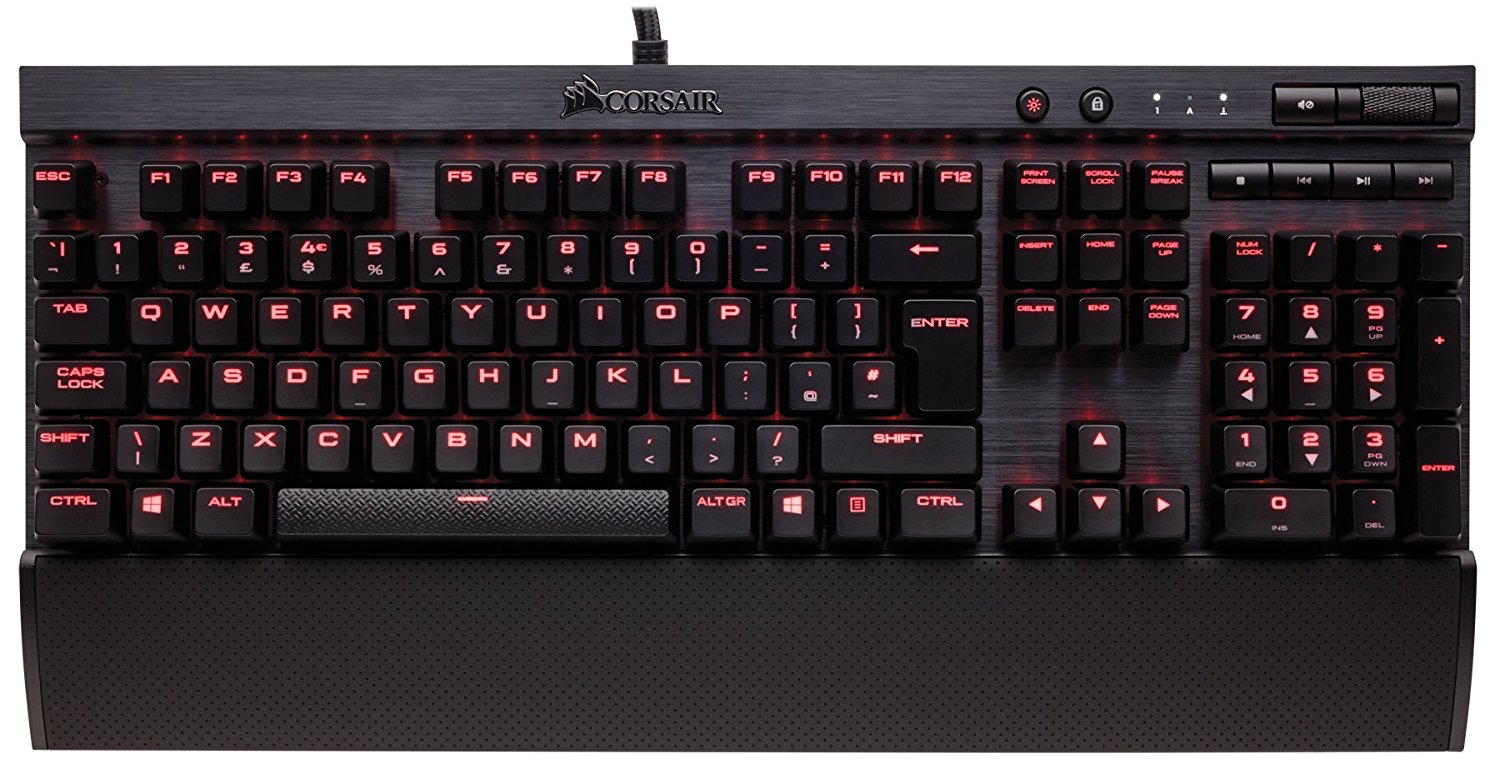 CORSAIR
1 A
ESC F1 F2 F3 F4 F5 F6 F7 F8 F9 F10 F11 F12 PRINT SCREEN SCROLL LOCK PAUSE BREAK
` | ¬ 1 ! 2 “ 3 £ 4 € $ 5 % 6 ^ 7 & 8 * 9 ( 0 ) - _ = + ← INSERT HOME PAGE UP NUM LOCK / * -
TAB Q W E R T Y U I O P [ { ] } ENTER DELETE END PAGE DOWN 7 HOME 8 ▲ 9 PG UP +
CAPS LOCK A S D F _ G H J _ K L ; : ' @ # ~ 4 ◀ 5 _ 6 ▶
SHIFT \ | Z X C V B N M , < . > / ? SHIFT ▲ 1 END 2 ▼ 3 PG DWN ENTER
CTRL ALT ALT GR CTRL ◀ ▼ ▶ 0 INS . DEL